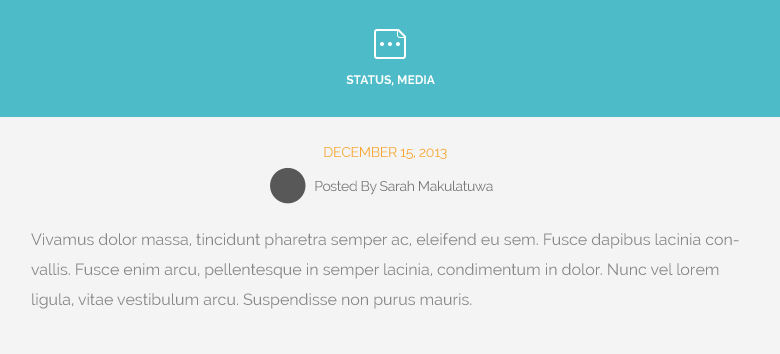 STATUS, MEDIA
DECEMBER 15, 2013
Posted By Sarah Makulatuwa
Vivamus dolor massa, tincidunt pharetra semper ac, eleifend eu sem. Fusce dapibus lacinia con-
vallis. Fusce enim arcu, pellentesque in semper lacinia, condimentum in dolor. Nunc vel lorem
ligula, vitae vestibulum arcu. Suspendisse non purus mauris.